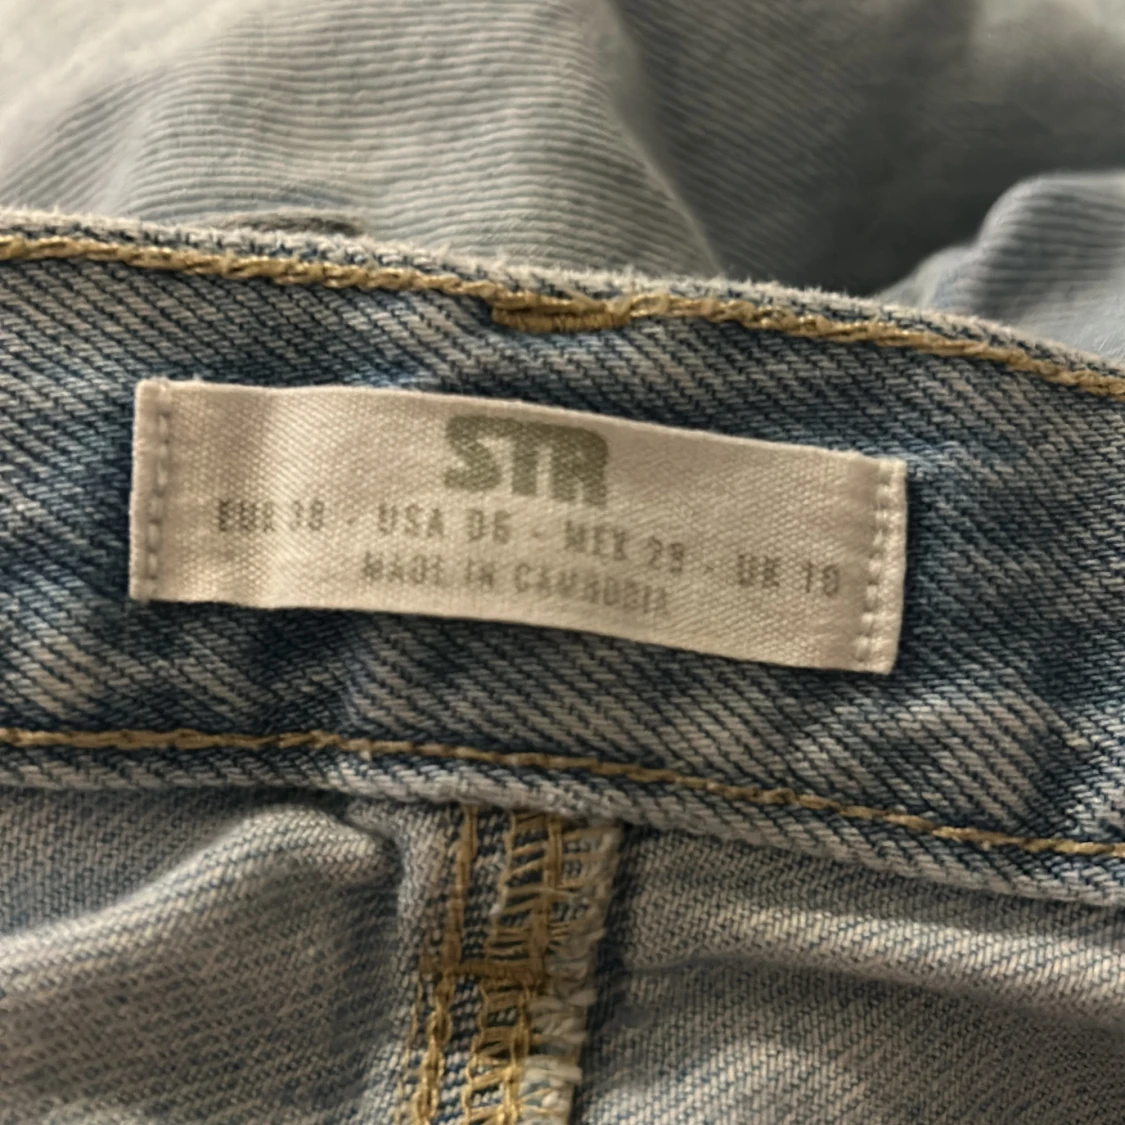 STR
EUR 38 - USA 06 - MEX 28 - UK 10
MADE IN CAMBODIA